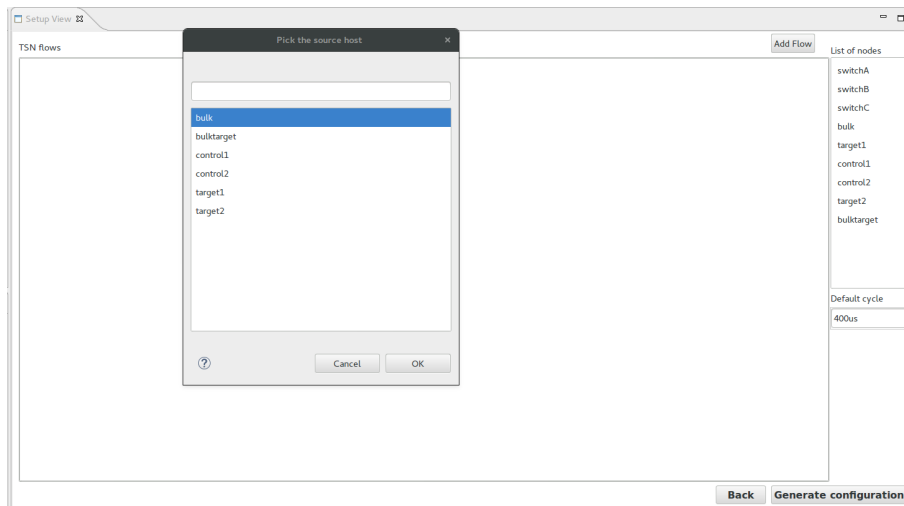 Setup View
TSN flows
Add Flow
Pick the source host
bulk
bulktarget
control1
control2
target1
target2
Cancel
OK
List of nodes
switchA
switchB
switchC
bulk
target1
control1
control2
target2
bulktarget
Default cycle
400us
Back
Generate configuration